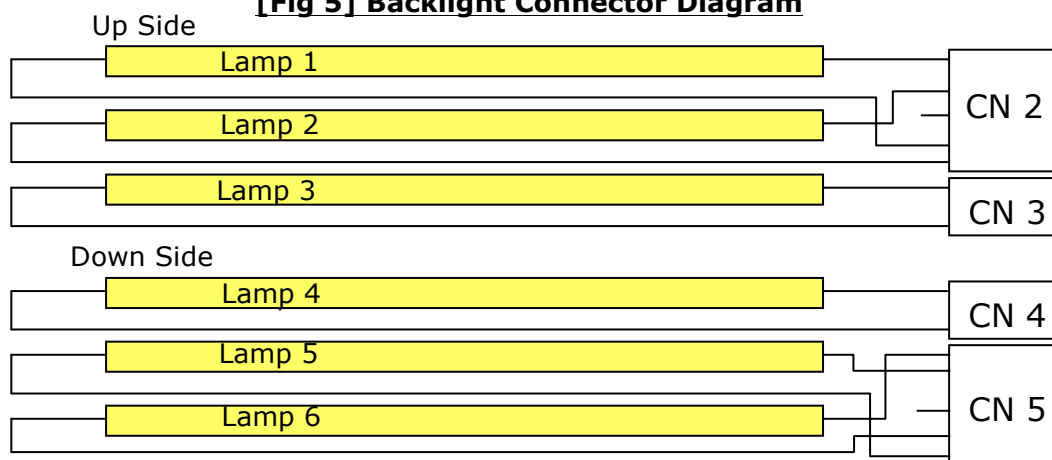 [Fig 5] Backlight Connector Diagram
Up Side
Lamp 1
CN 2
Lamp 2
Lamp 3
CN 3
Down Side
Lamp 4
CN 4
Lamp 5
Lamp 6
CN 5